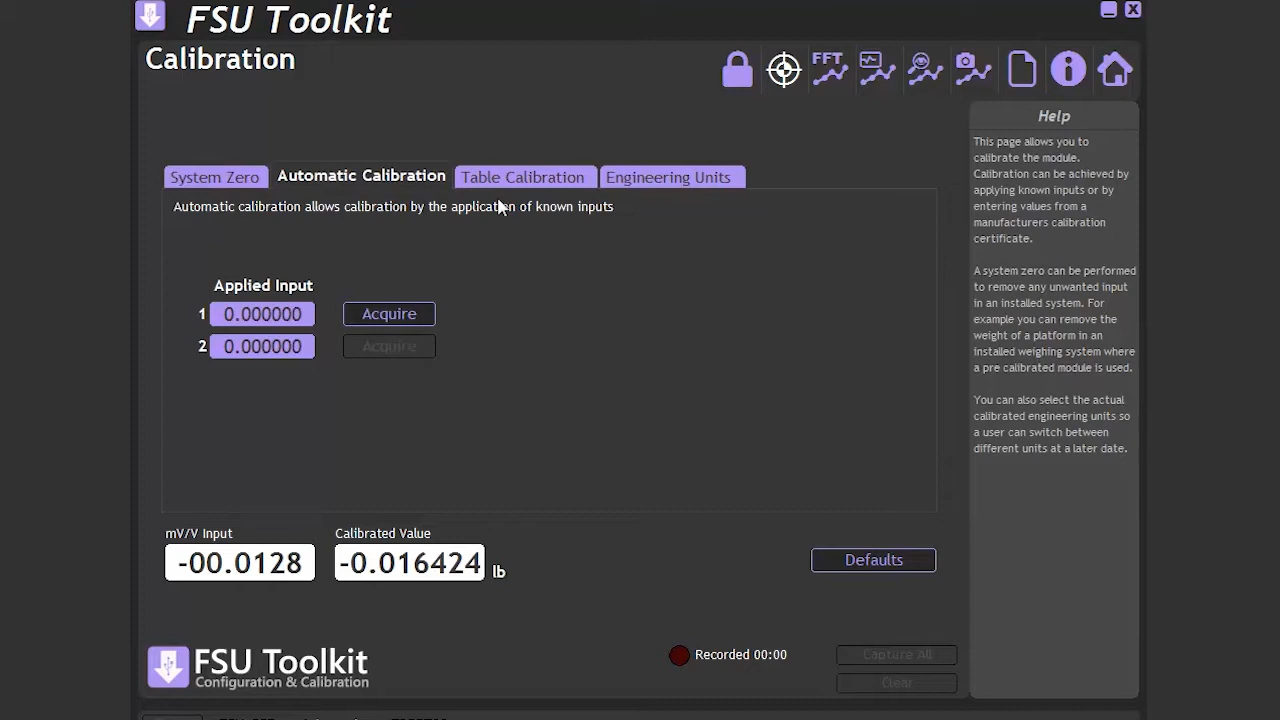 FSU Toolkit
Calibration
FFT
Help
This page allows you to
calibrate the module.
Calibration can be achieved by
applying known inputs or by
entering values from a
manufacturers calibration
certificate.
A system zero can be performed
to remove any unwanted input
in an installed system. For
example you can remove the
weight of a platform in an
installed weighing system where
a pre calibrated module is used.
You can also select the actual
calibrated engineering units so
a user can switch between
different units at a later date.
System Zero
Automatic Calibration
Table Calibration
Engineering Units
Automatic calibration allows calibration by the application of known inputs
Applied Input
1 0.000000 Acquire
2 0.000000 Acquire
mV/V Input
Calibrated Value
-00.0128
-0.016424 lb
Defaults
FSU Toolkit
Configuration & Calibration
Recorded 00:00
Capture All
Clear